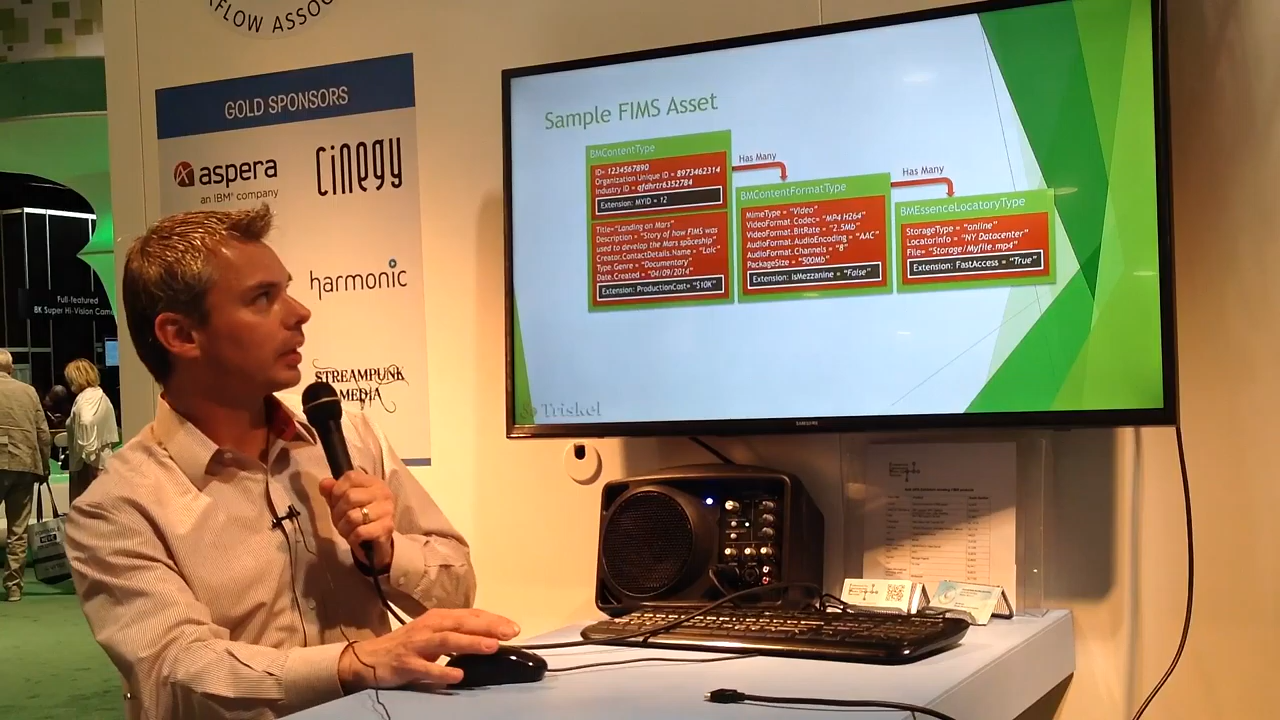 FLOW ASSOC
GOLD SPONSORS
aspera
an IBM® company
cinegy
harmonic
STREAMPUNK
MEDIA
Full-featured
8K Super Hi-Vision Came
Sample FIMS Asset
BMContentType
ID= 1234567890
Organization Unique ID = 8973462314
Industry ID = qfdhrtr6352784
Extension: MYID = 12
Title="Landing on Mars"
Description = "Story of how FIMS was
used to develop the Mars spaceship"
Creator.ContactDetails.Name = "Loic"
Type.Genre = "Documentary"
Date.Created = "04/09/2014"
Extension: ProductionCost= "$10K"
Has Many
BMContentFormatType
MimeType = "Video"
VideoFormat.Codec= "MP4 H264"
VideoFormat.BitRate = "2.5Mb"
AudioFormat.AudioEncoding = "AAC"
AudioFormat.Channels = "8"
PackageSize = "500Mb"
Extension: IsMezzanine = "False"
Has Many
BMEssenceLocatoryType
StorageType = "online"
LocatorInfo = "NY Datacenter"
File= "Storage/Myfile.mp4"
Extension: FastAccess = "True"
Triskel
SAMSUNG